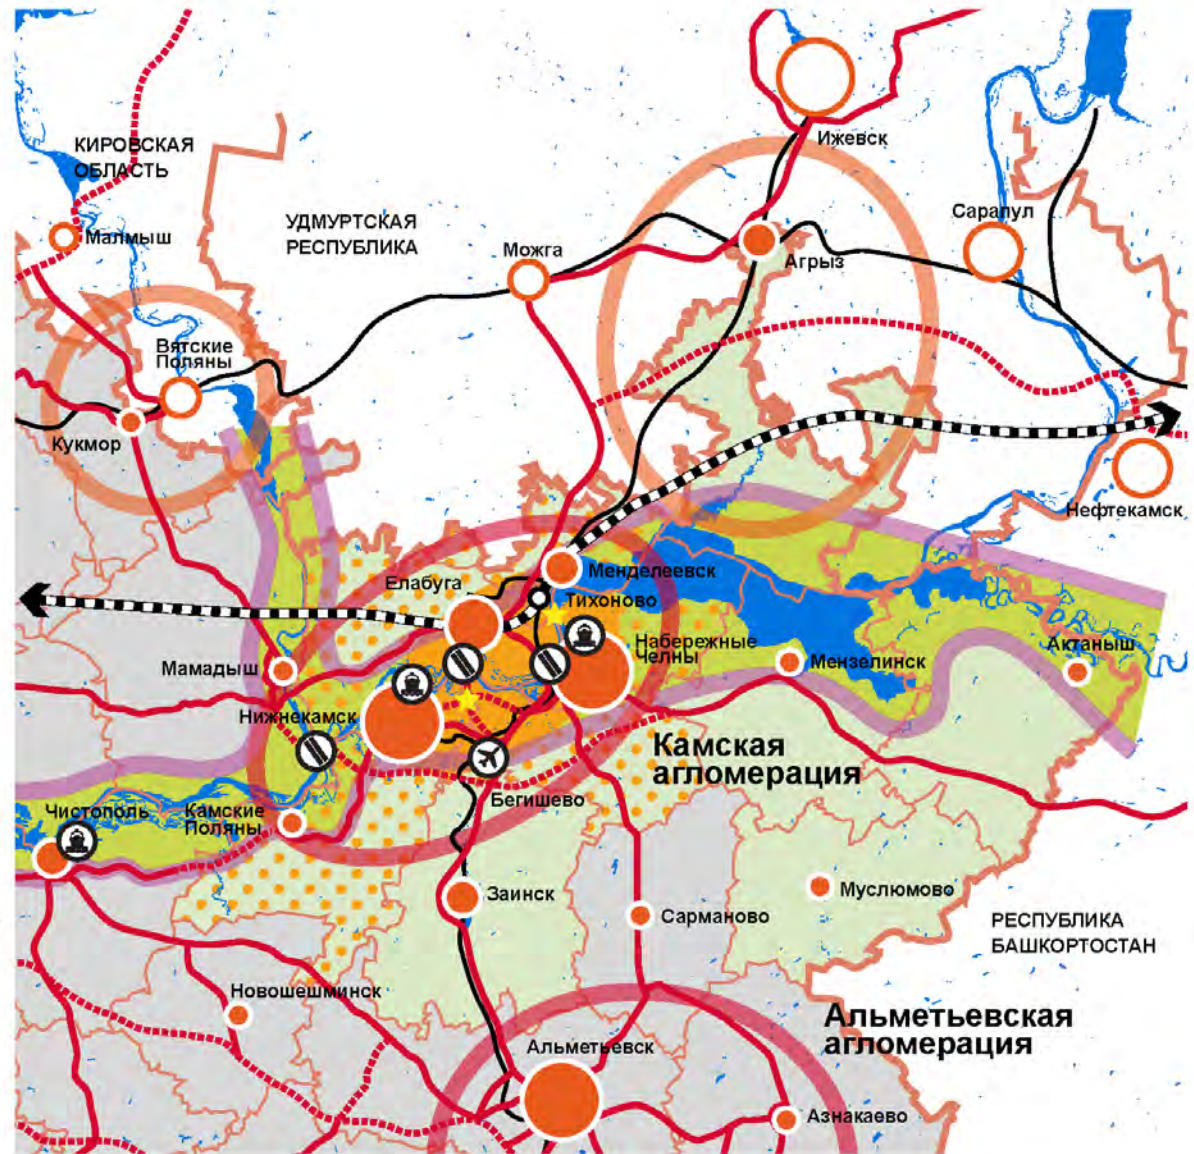 Ижевск
КИРОВСКАЯ
ОБЛАСТЬ
Сарапул
УДМУРТСКАЯ
РЕСПУБЛИКА
Малмыш
Можга
Агрыз
Вятские
Поляны
Кукмор
Нефтекамск
Менделеевск
Елабуга
Тихоново
Набережные
Челны
Мамадыш
Мензелинск
Актаныш
Нижнекамск
Камская
агломерация
Бегишево
Чистополь
Камские
Поляны
Заинск
Муслюмово
Сарманово
РЕСПУБЛИКА
БАШКОРТОСТАН
Новошешминск
Альметьевская
агломерация
Альметьевск
Азнакаево